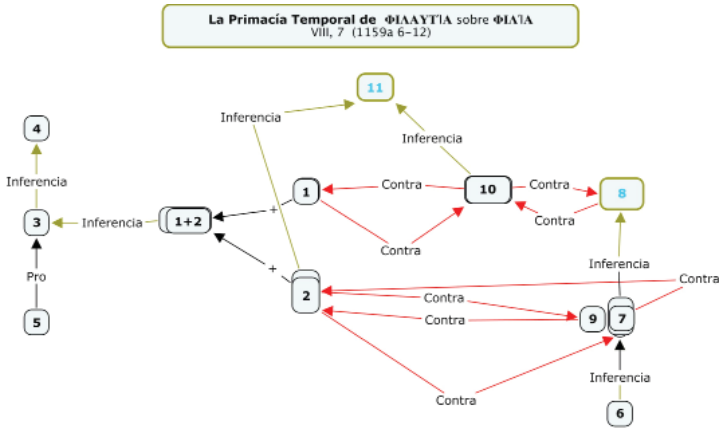 La Primacía Temporal de ΦΙΛΑΥΤΊΑ sobre ΦΙΛΊΑ
VIII, 7 (1159a 6-12)
11
Inferencia
4
Inferencia
Inferencia
Contra
Contra
1
10
8
Inferencia
+
3
Inferencia
1+2
Contra
Contra
Inferencia
+
Pro
Contra
2
Contra
5
Contra
9
7
Inferencia
Contra
6